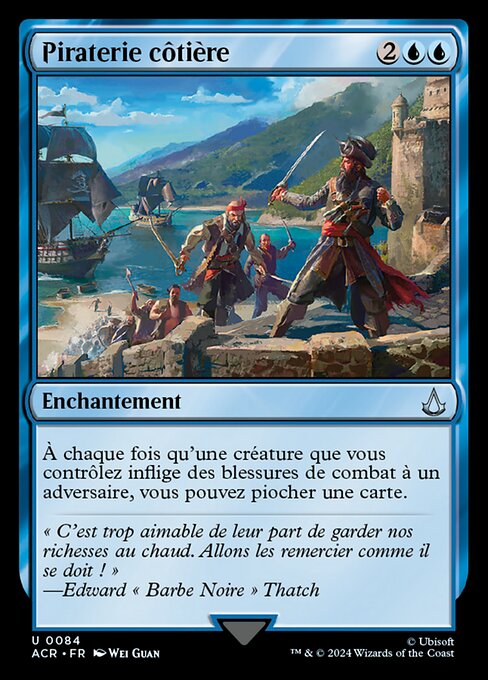 Piraterie côtière 2
Enchantement
À chaque fois qu'une créature que vous
contrôlez inflige des blessures de combat à un
adversaire, vous pouvez piocher une carte.
« C'est trop aimable de leur part de garder nos
richesses au chaud. Allons les remercier comme il
se doit ! »
—Edward « Barbe Noire » Thatch
U 0084
ACR • FR Wei Guan
© Ubisoft
™ & © 2024 Wizards of the Coast